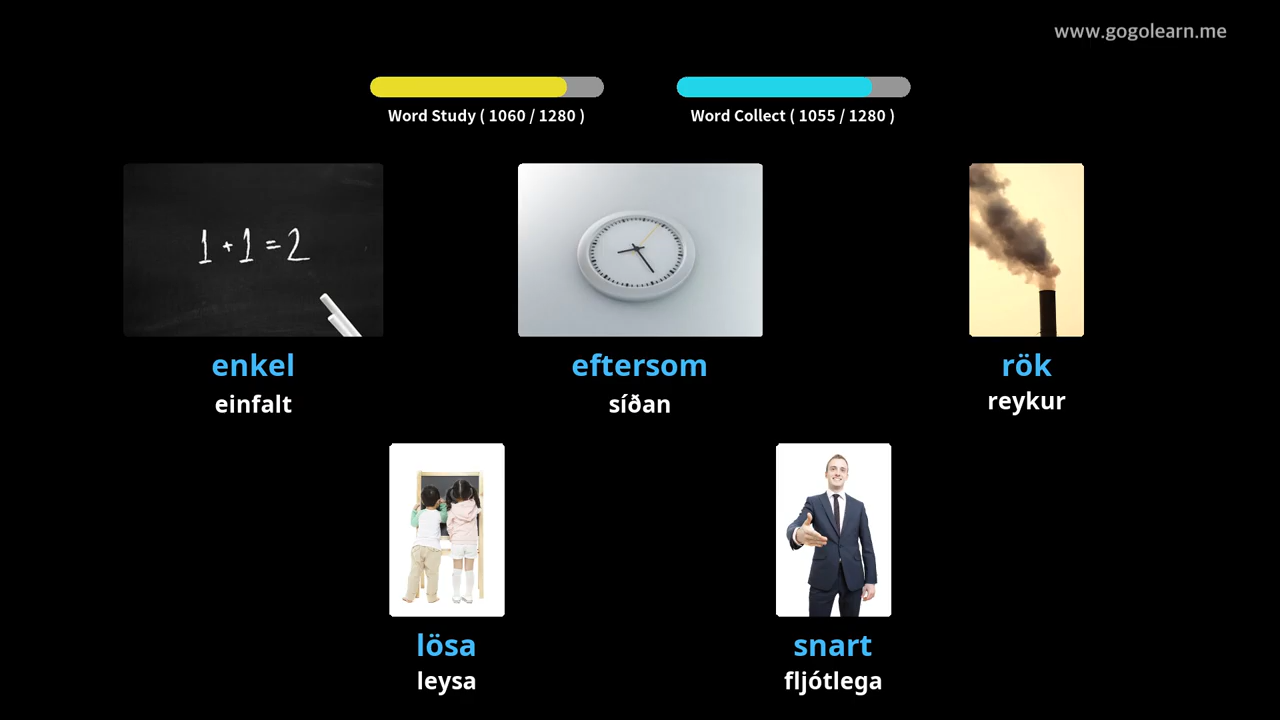 www.gogolearn.me
Word Study ( 1060 / 1280 )
Word Collect ( 1055 / 1280 )
1 + 1 = 2
enkel
einfalt
eftersom
síðan
rök
reykur
lösa
leysa
snart
fljótlega